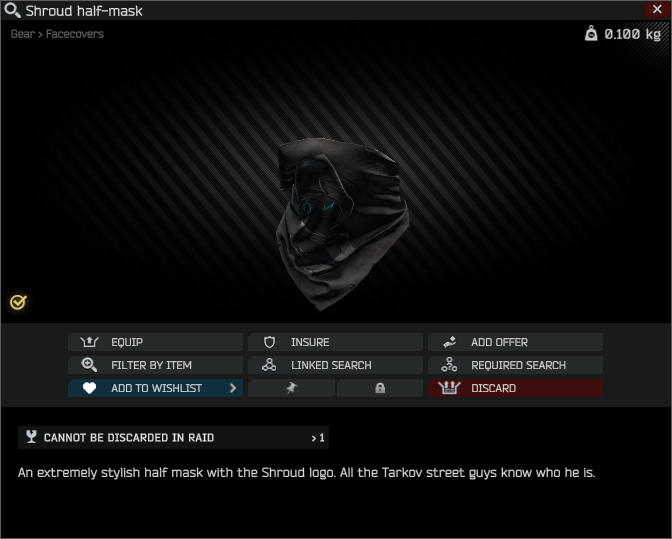 Shroud half-mask
Gear > Facecovers
0.100 kg
EQUIP
INSURE
ADD OFFER
FILTER BY ITEM
LINKED SEARCH
REQUIRED SEARCH
ADD TO WISHLIST
DISCARD
CANNOT BE DISCARDED IN RAID > 1
An extremely stylish half mask with the Shroud logo. All the Tarkov street guys know who he is.